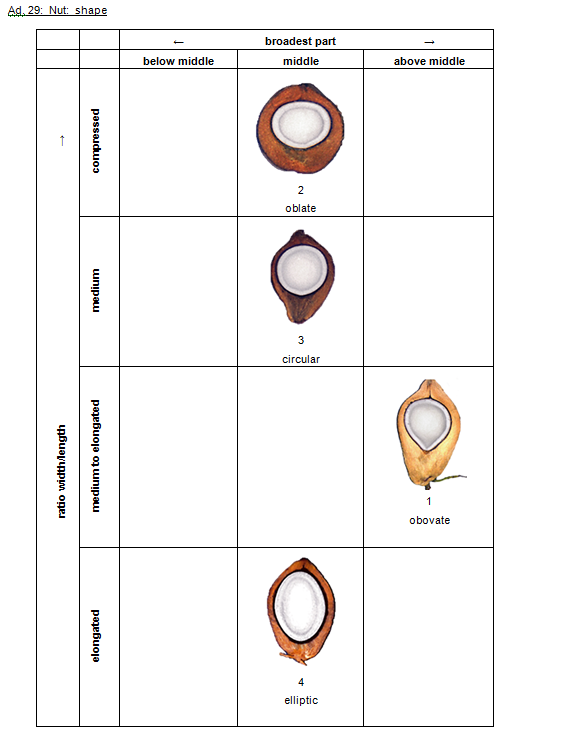 Ad. 29: Nut: shape
← broadest part →
below middle middle above middle
ratio width/length
↑
compressed
2
oblate
medium
3
circular
medium to elongated
1
obovate
elongated
4
elliptic